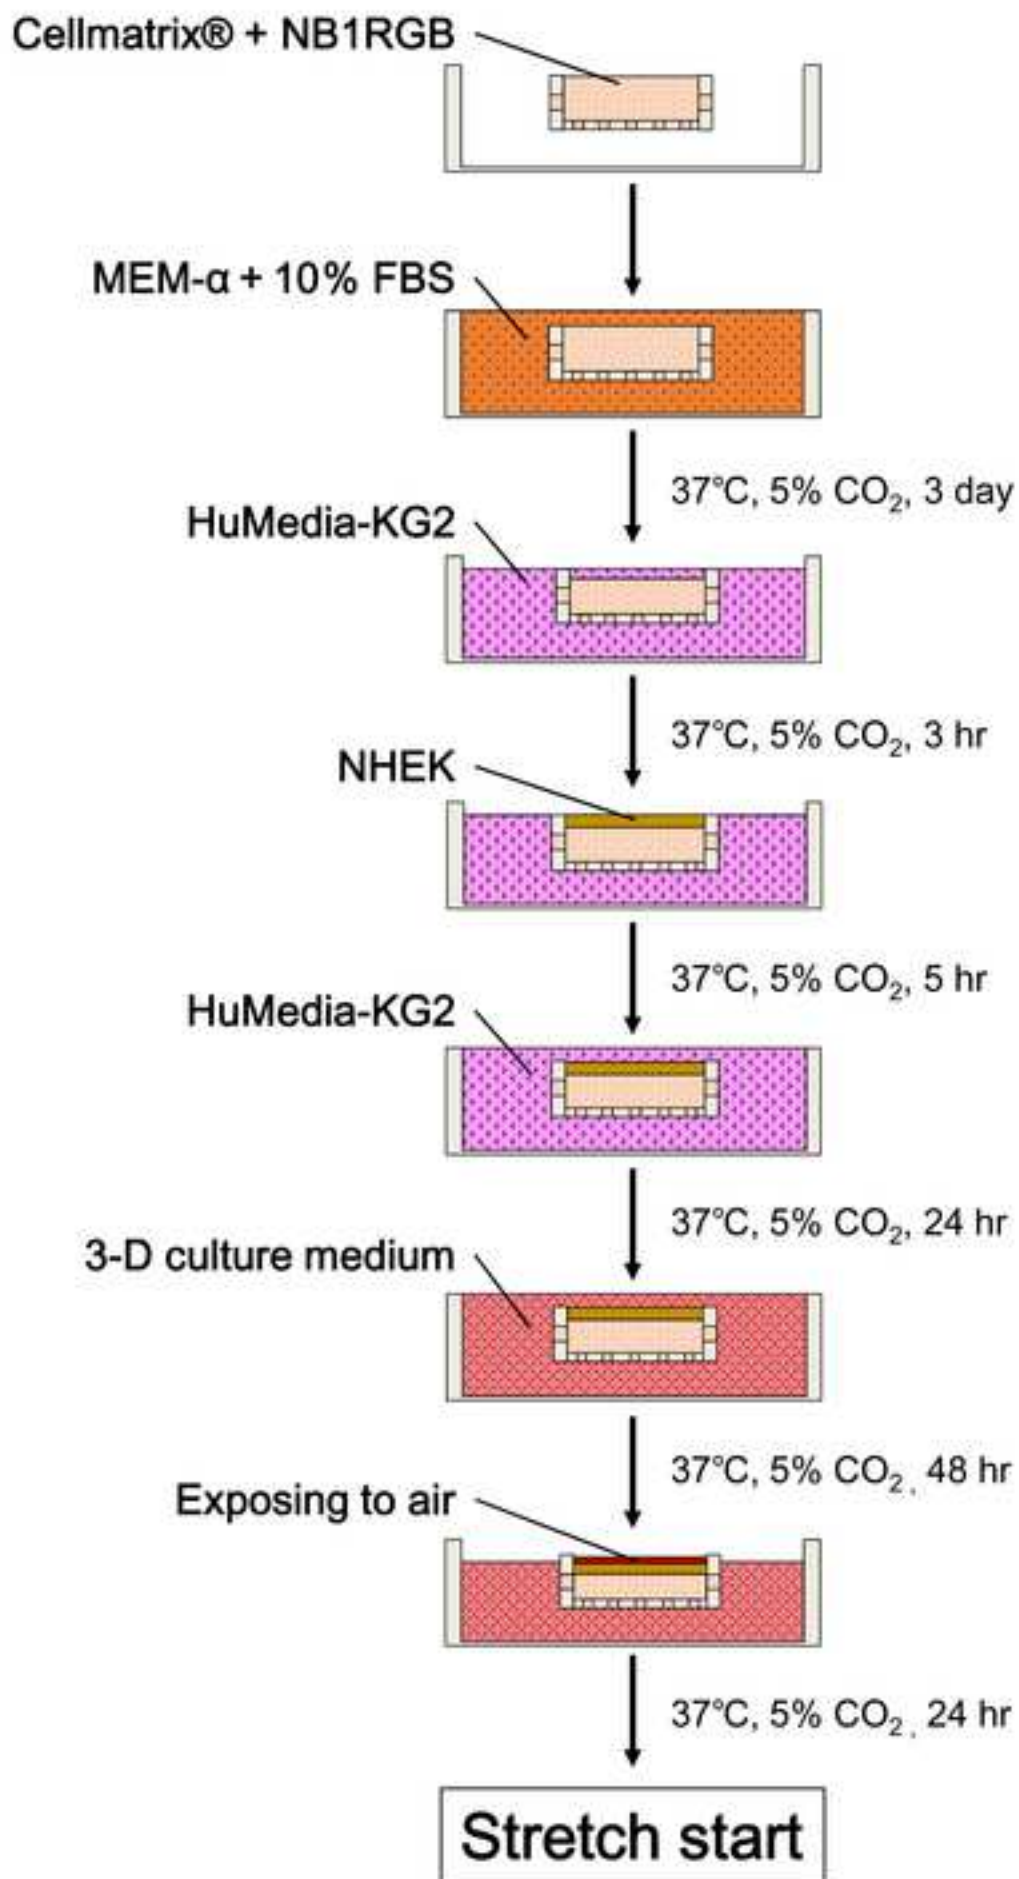 Cellmatrix® + NB1RGB
MEM-α + 10% FBS
37℃, 5% CO₂, 3 day
HuMedia-KG2
37℃, 5% CO₂, 3 hr
NHEK
37℃, 5% CO₂, 5 hr
HuMedia-KG2
37℃, 5% CO₂, 24 hr
3-D culture medium
37℃, 5% CO₂, 48 hr
Exposing to air
37℃, 5% CO₂, 24 hr
Stretch start